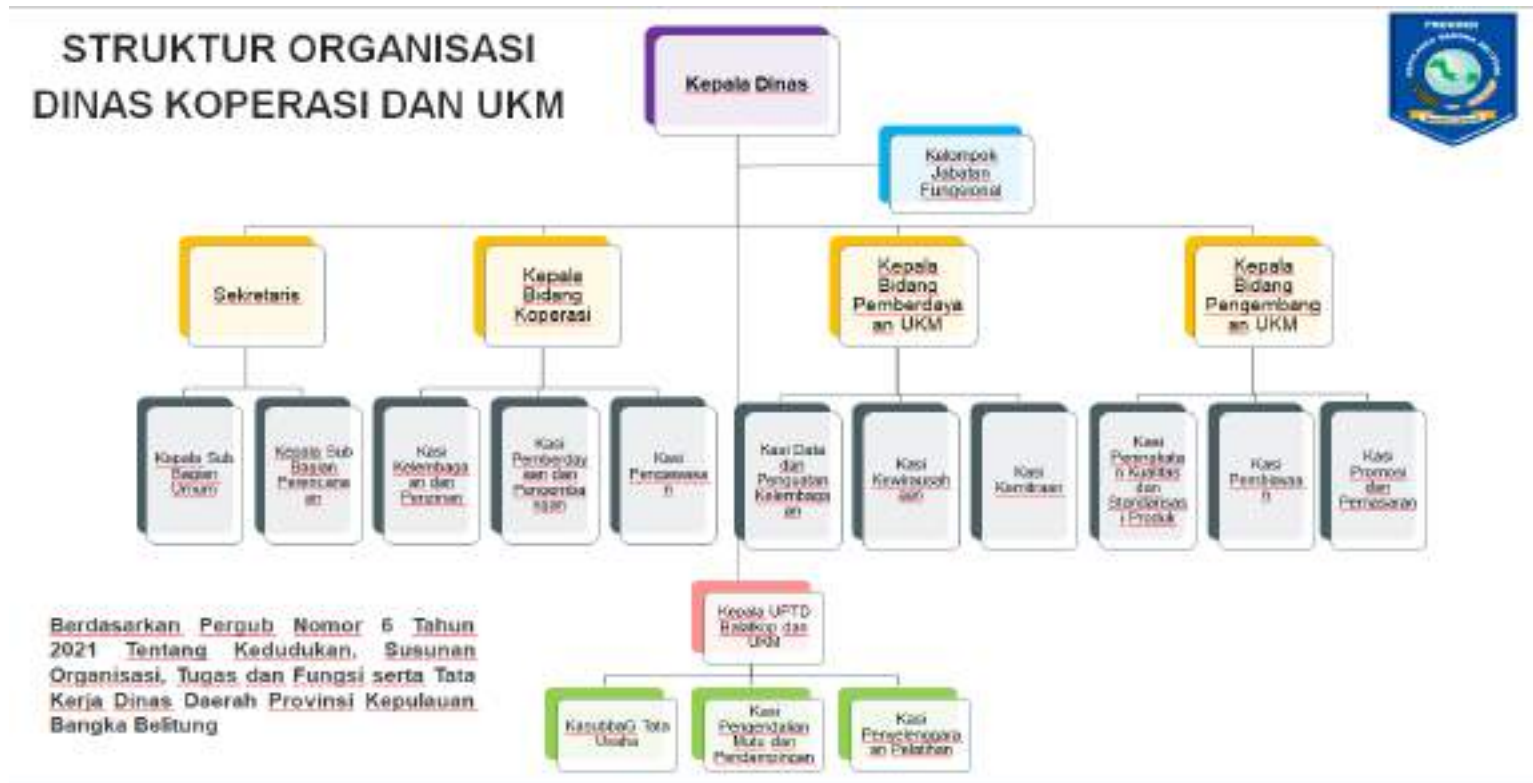 STRUKTUR ORGANISASI
DINAS KOPERASI DAN UKM
Kepala Dinas
PROVINSI
Kelompok
Jabatan
Fungsional
Sekretaris
Kepala
Bidang
Koperasi
Kepala
Bidang
Pemberdaya
an UKM
Kepala
Bidang
Pengembang
an UKM
Kepala Sub
Bagian
Umum
Kepala Sub
Bagian
Perencana
an
Kasi
Kelembaga
an dan
Kasi
Pemberday
aan dan
Pengemba
ngan
Kasi
Pengawasa
n
Kasi Data
dan
Penguatan
Kelembaga
an
Kasi
Kewirausah
aan
Kasi
Kemitraan
Kasi
Peningkata
n Kualitas
dan
Standarisas
i Produk
Kasi
Pembiayaa
n
Kasi
Promosi
dan
Pemasaran
Kepala UPTD
Balatkop dan
UKM
KasubbaG Tata
Usaha
Kasi
Pengendalian
Mutu dan
Pendampingan
Kasi
Penyelenggara
an Pelatihan
Berdasarkan Pergub Nomor 6 Tahun
2021 Tentang Kedudukan, Susunan
Organisasi, Tugas dan Fungsi serta Tata
Kerja Dinas Daerah Provinsi Kepulauan
Bangka Belitung